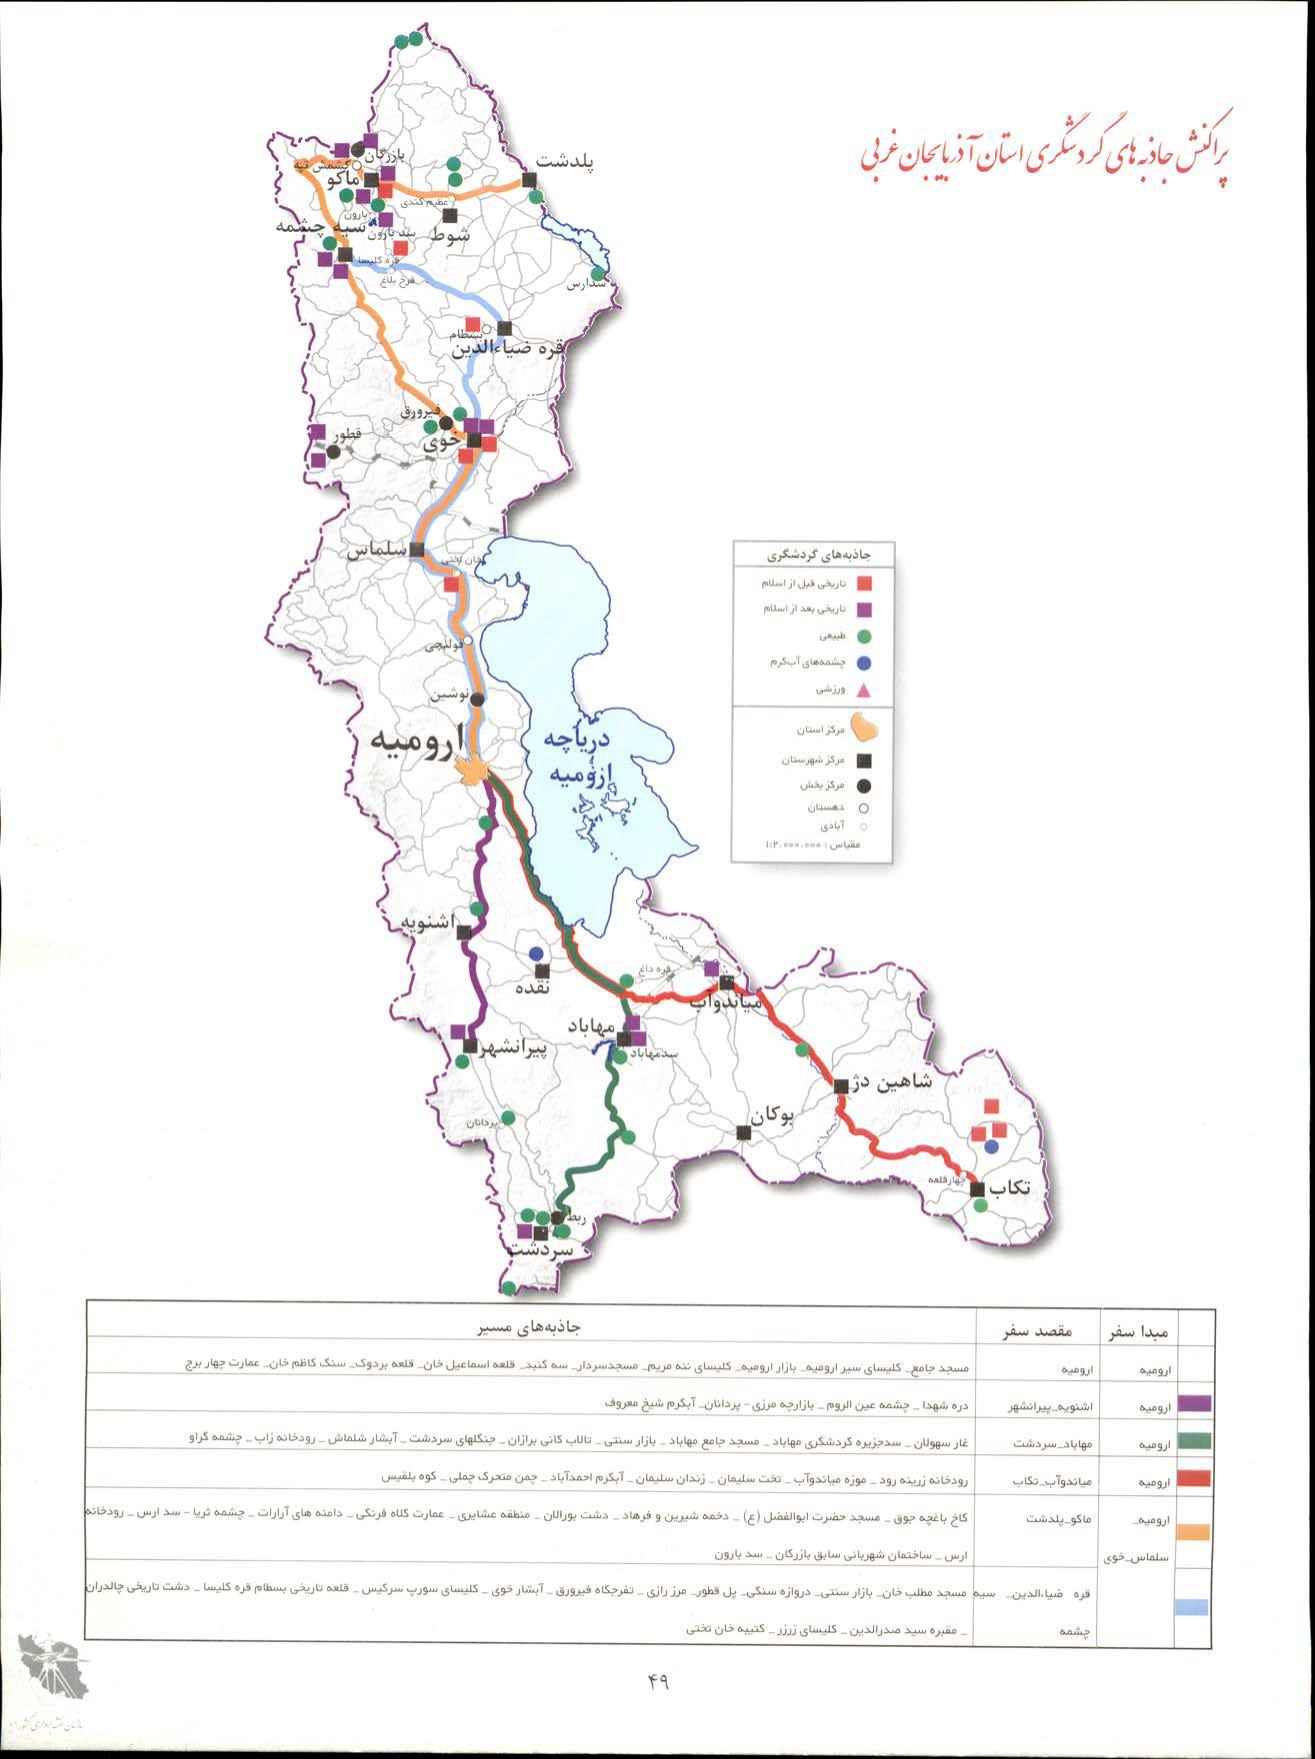 پراکنش جاذبه‌های گردشگری استان آذربایجان غربی
بازرگان
کشمش تپه
ماکو
پلدشت
عظیم کندی
بارون
سیه چشمه
سد بارون
شوط
قره کلیسا
قرخ بلاغ
سدارس
بسطام
قره ضیاءالدین
فیرورق
قطور
خوی
سلماس
خان تختی
قولنجی
نوشین
ارومیه
دریاچه
ارومیه
اشنویه
نقده
قره داغ
میاندوآب
مهاباد
سدمهاباد
پیرانشهر
شاهین دژ
بوکان
پردانان
چهارقلعه
تکاب
ربط
سردشت
جاذبه‌های گردشگری
تاریخی قبل از اسلام
تاریخی بعد از اسلام
طبیعی
چشمه‌های آب‌گرم
ورزشی
مرکز استان
مرکز شهرستان
مرکز بخش
دهستان
آبادی
مقیاس : ۱:۲.۰۰۰.۰۰۰
مبدا سفر مقصد سفر جاذبه‌های مسیر
ارومیه ارومیه مسجد جامع_ کلیسای سیر ارومیه_ بازار ارومیه_ کلیسای ننه مریم_ مسجدسردار_ سه گنبد_ قلعه اسماعیل خان_ قلعه بردوک_ سنگ کاظم خان_ عمارت چهار برج
ارومیه اشنویه_پیرانشهر دره شهدا _ چشمه عین الروم _ بازارچه مرزی - پردانان_ آبگرم شیخ معروف
ارومیه مهاباد_سردشت غار سهولان _ سدجزیره گردشگری مهاباد _ مسجد جامع مهاباد _ بازار سنتی _ تالاب کانی برازان _ جنگلهای سردشت _ آبشار شلماش _ رودخانه زاب _ چشمه گراو
ارومیه میاندوآب_تکاب رودخانه زرینه رود _ موزه میاندوآب _ تخت سلیمان _ زندان سلیمان _ آبگرم احمدآباد _ چمن متحرک چملی _ کوه بلقیس
ارومیه_ ماکو_پلدشت کاخ باغچه جوق _ مسجد حضرت ابوالفضل (ع) _ دخمه شیرین و فرهاد _ دشت بورالان _ منطقه عشایری _ عمارت کلاه فرنگی _ دامنه های آرارات _ چشمه ثریا - سد ارس _ رودخانه
سلماس_خوی ارس _ ساختمان شهربانی سابق بازرگان _ سد بارون
قره ضیاءالدین_ سیه مسجد مطلب خان_ بازار سنتی_ دروازه سنگی_ پل قطور_ مرز رازی _ تفرجگاه فیرورق _ آبشار خوی _ کلیسای سورپ سرکیس _ قلعه تاریخی بسطام قره کلیسا _ دشت تاریخی چالدران
چشمه _ مقبره سید صدرالدین _ کلیسای زرزر _ کتیبه خان تختی
۴۹